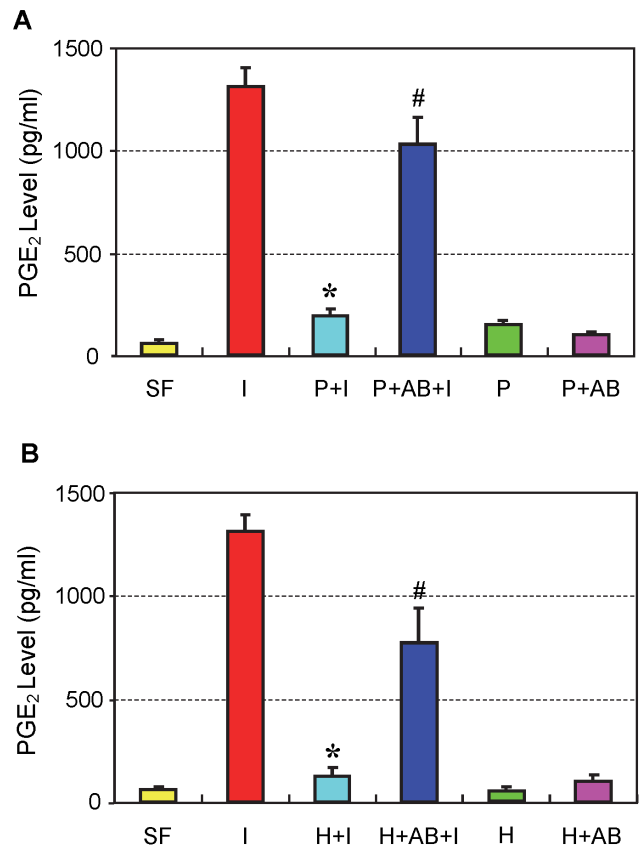 A
PGE₂ Level (pg/ml)
1500
1000
500
0
#
*
SF I P+I P+AB+I P P+AB
B
PGE₂ Level (pg/ml)
1500
1000
500
0
#
*
SF I H+I H+AB+I H H+AB